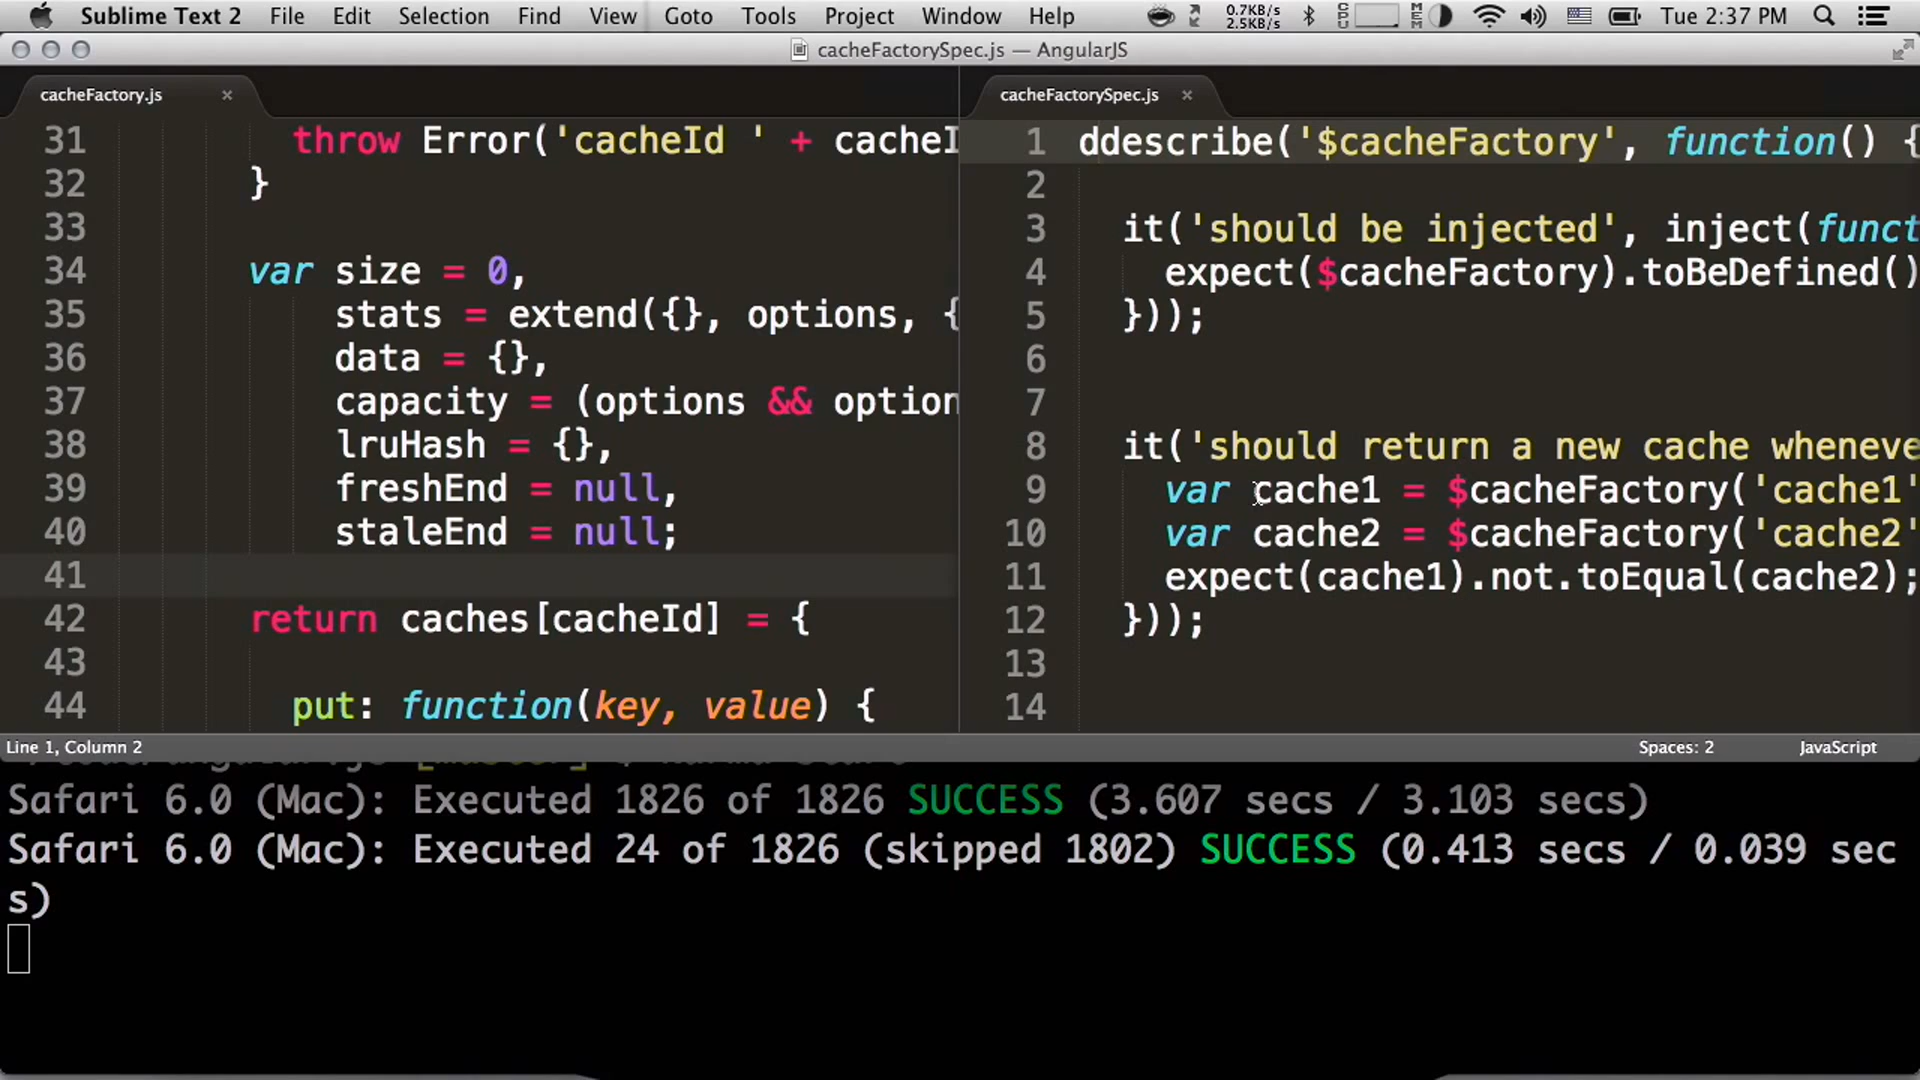 Sublime Text 2 File Edit Selection Find View Goto Tools Project Window Help 0.7KB/s 2.5KB/s CPU MEM Tue 2:37 PM
cacheFactorySpec.js — AngularJS
cacheFactory.js ×
31 throw Error('cacheId ' + cacheI
32 }
33
34 var size = 0,
35 stats = extend({}, options, {
36 data = {},
37 capacity = (options && option
38 lruHash = {},
39 freshEnd = null,
40 staleEnd = null;
41
42 return caches[cacheId] = {
43
44 put: function(key, value) {
cacheFactorySpec.js ×
1 ddescribe('$cacheFactory', function() {
2
3 it('should be injected', inject(funct
4 expect($cacheFactory).toBeDefined()
5 }));
6
7
8 it('should return a new cache wheneve
9 var cache1 = $cacheFactory('cache1'
10 var cache2 = $cacheFactory('cache2'
11 expect(cache1).not.toEqual(cache2);
12 }));
13
14
Line 1, Column 2 Spaces: 2 JavaScript
Safari 6.0 (Mac): Executed 1826 of 1826 SUCCESS (3.607 secs / 3.103 secs)
Safari 6.0 (Mac): Executed 24 of 1826 (skipped 1802) SUCCESS (0.413 secs / 0.039 sec
s)